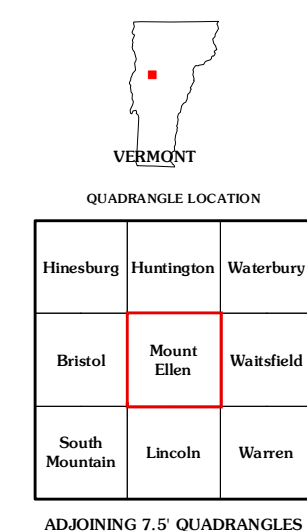 VERMONT
QUADRANGLE LOCATION
Hinesburg Huntington Waterbury
Bristol Mount Ellen Waitsfield
South Mountain Lincoln Warren
ADJOINING 7.5' QUADRANGLES